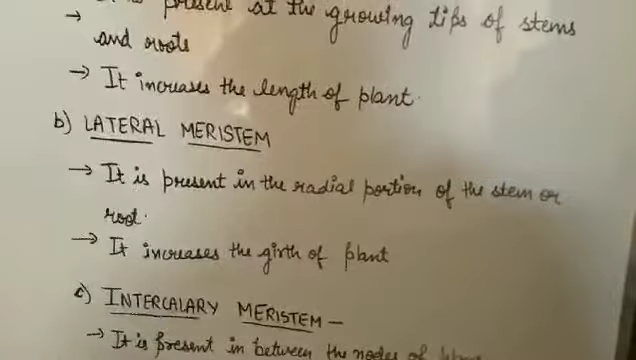 → present at the growing tips of stems
and roots
→ It increases the length of plant.
b) LATERAL MERISTEM
→ It is present in the radial portion of the stem or
root.
→ It increases the girth of plant
c) INTERCALARY MERISTEM –
→ It is present in between the nodes of